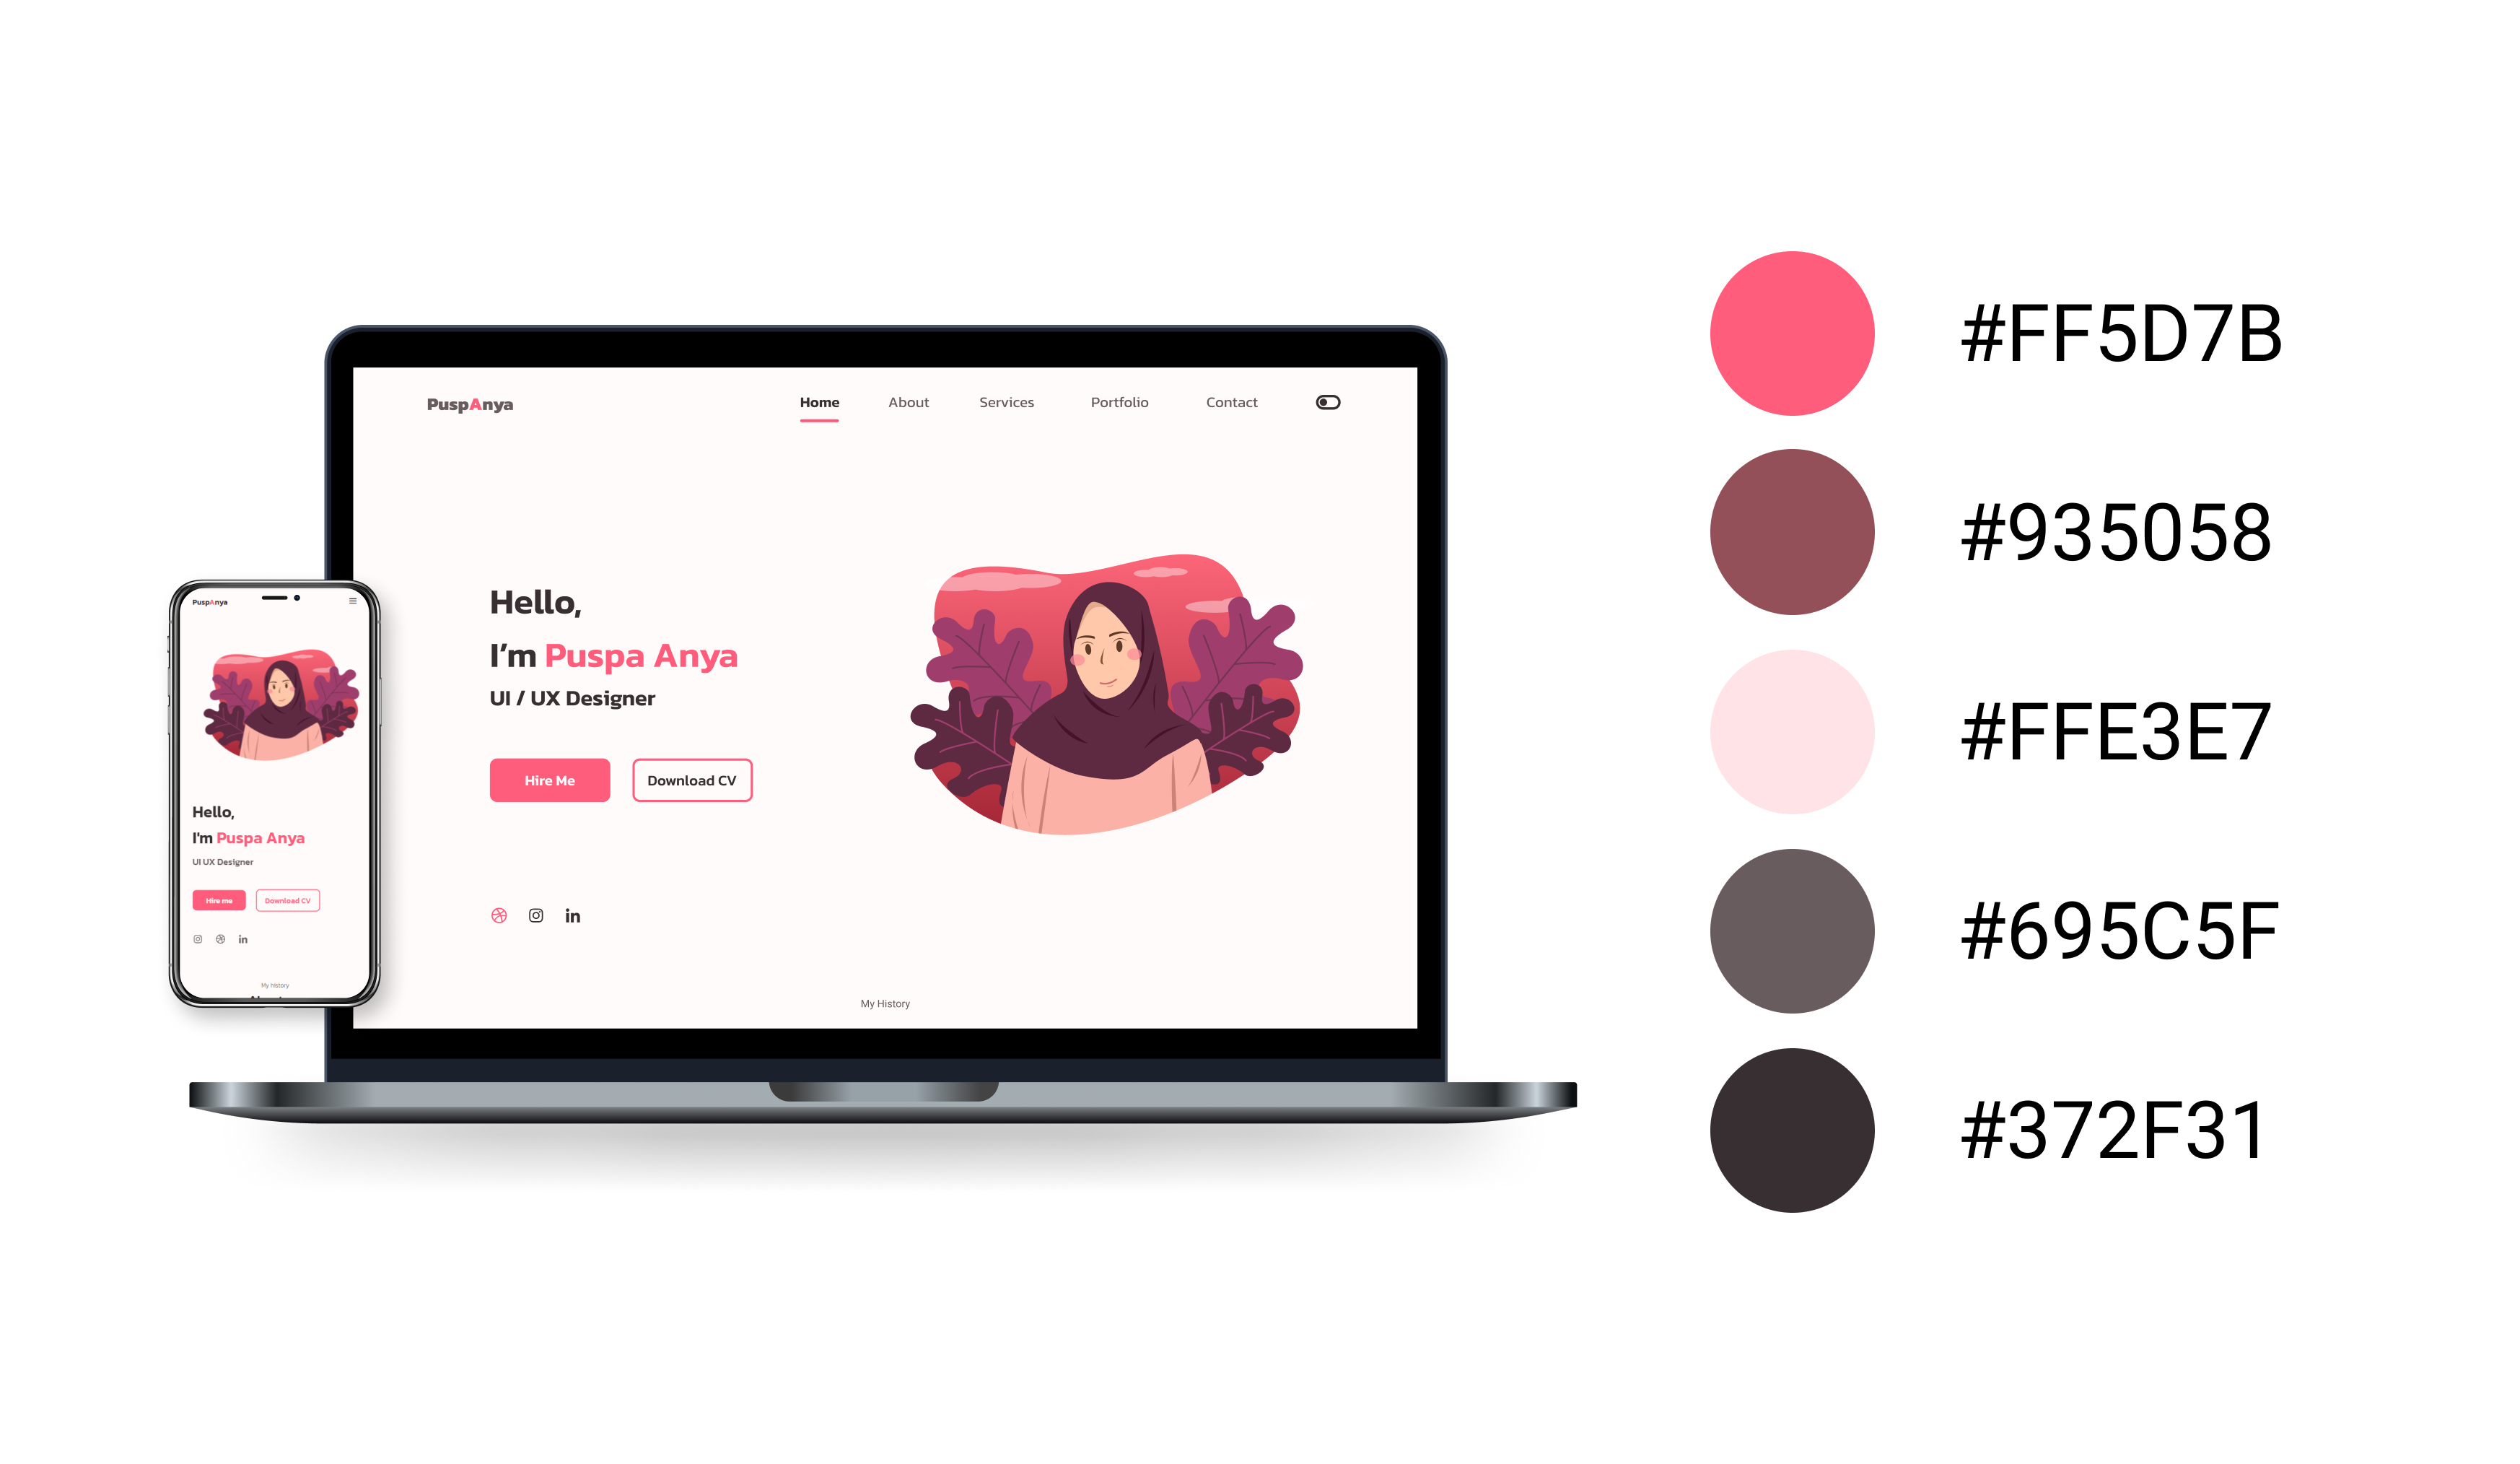 PuspAnya
Home About Services Portfolio Contact
Hello,
I'm Puspa Anya
UI / UX Designer
Hire Me Download CV
in
My History
PuspAnya
Hello,
I'm Puspa Anya
UI UX Designer
Hire me Download CV
in
My History
#FF5D7B
#935058
#FFE3E7
#695C5F
#372F31